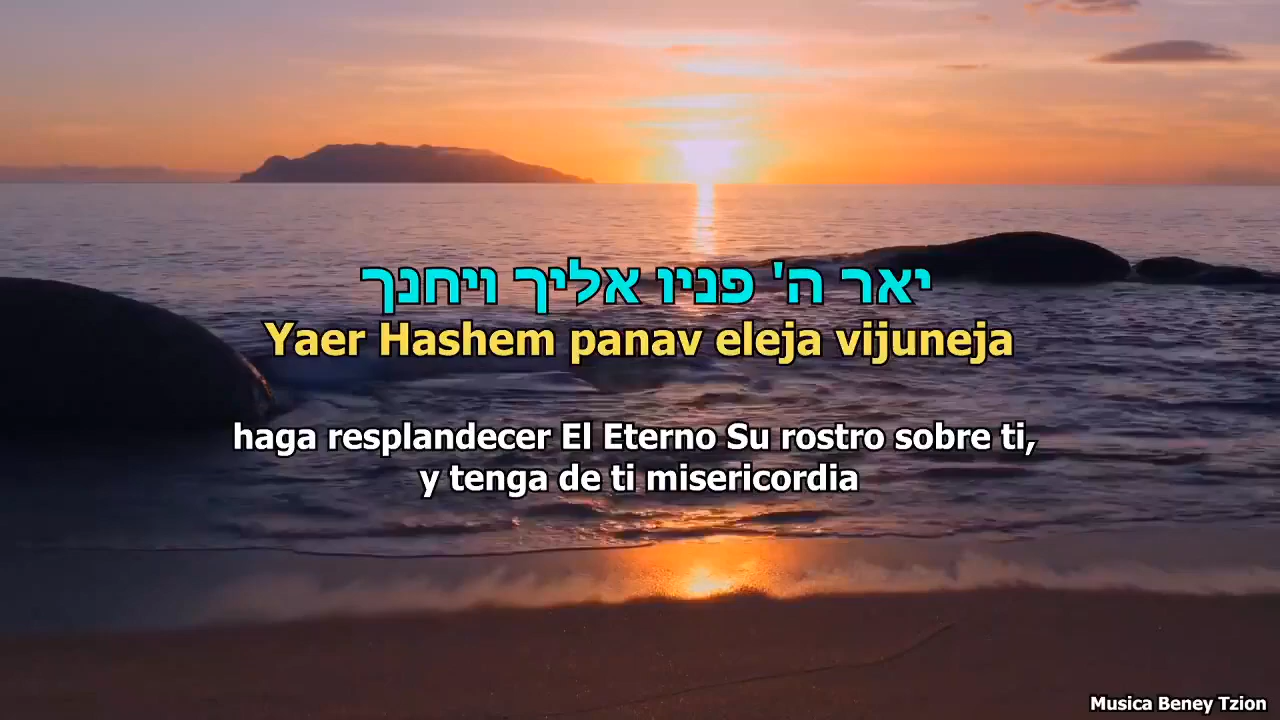 יאר ה' פניו אליך ויחנך
Yaer Hashem panav eleja vijuneja
haga resplandecer El Eterno Su rostro sobre ti,
y tenga de ti misericordia
Musica Beney Tzion